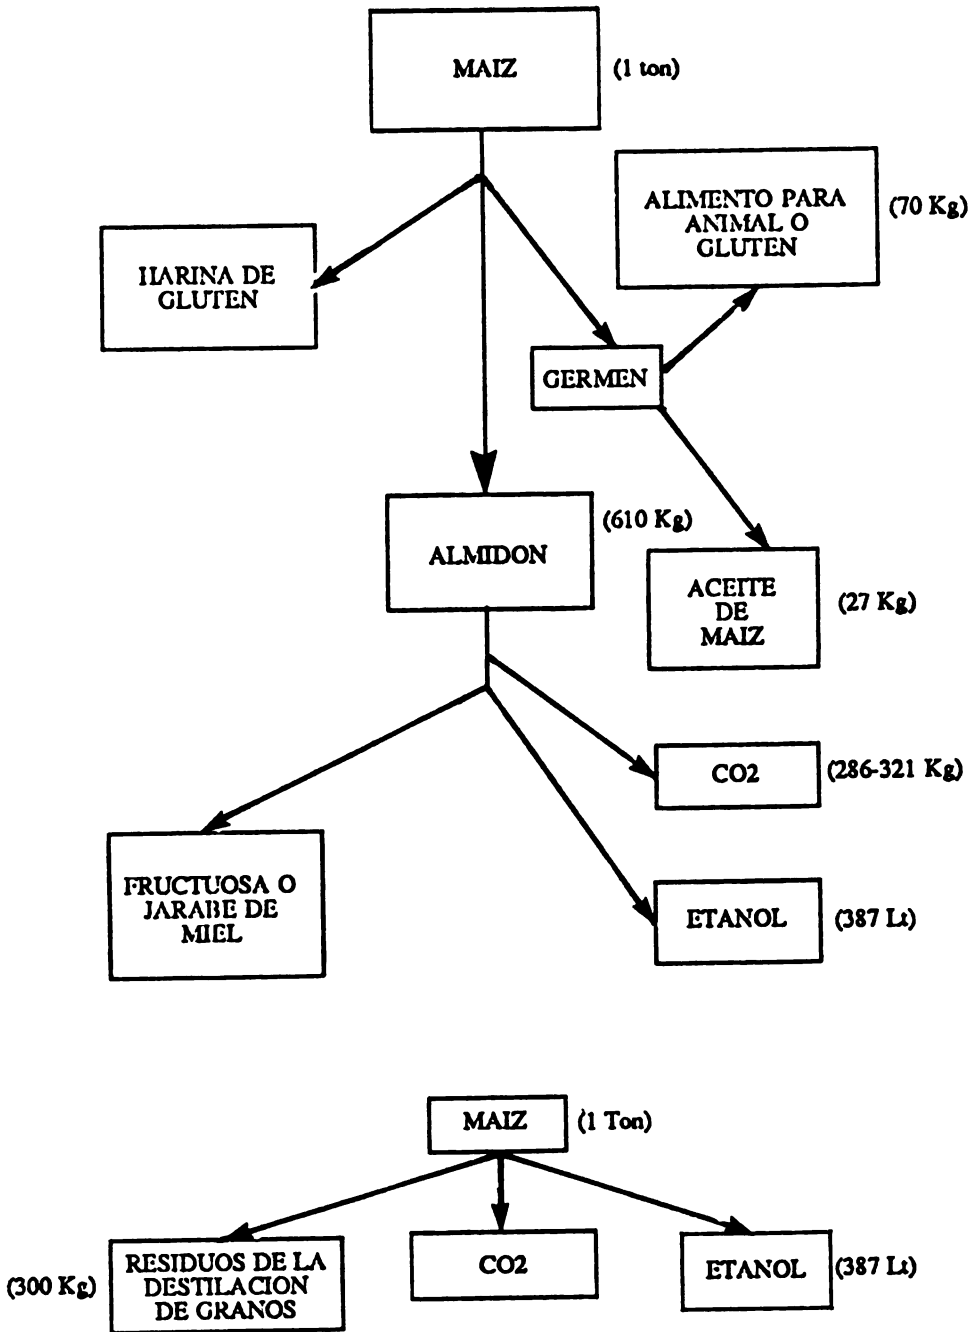 MAIZ (1 ton)
ALIMENTO PARA
ANIMAL O
GLUTEN
(70 Kg)
HARINA DE
GLUTEN
GERMEN
ALMIDON
(610 Kg)
ACEITE
DE
MAIZ
(27 Kg)
CO2 (286-321 Kg)
FRUCTUOSA O
JARABE DE
MIEL
ETANOL (387 Lt)
MAIZ (1 Ton)
(300 Kg)
RESIDUOS DE LA
DESTILACION
DE GRANOS
CO2
ETANOL (387 Lt)